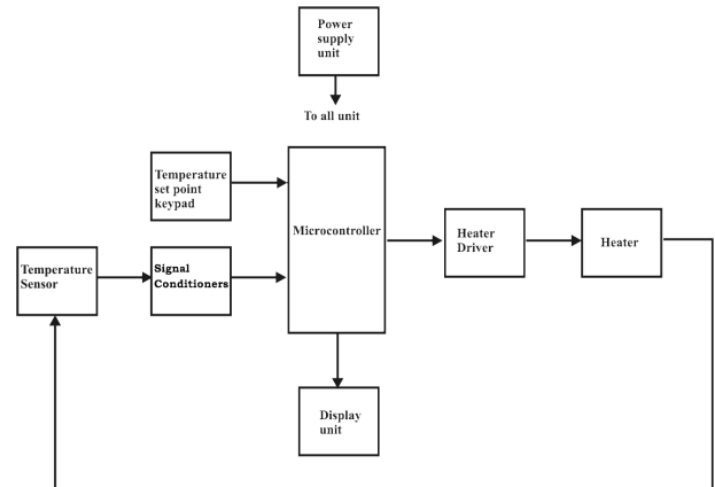 Power
supply
unit
To all unit
Temperature
set point
keypad
Microcontroller
Heater
Driver
Heater
Temperature
Sensor
Signal
Conditioners
Display
unit